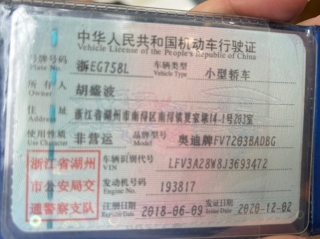 中华人民共和国机动车行驶证
Vehicle License of the People's Republic of China
号牌号码 浙EG758L 车辆类型 小型轿车
Plate No. Vehicle Type
所有人 胡盛波
Owner
住址 浙江省湖州市南浔区南浔镇夏家塘14-1号203室
Address
使用性质 非营运 品牌型号 奥迪牌FV7203BADBG
Use Character Model
浙江省湖州 车辆识别代号 LFV3A28W8J3693472
VIN
市公安局交 发动机号码 193817
Engine No.
通警察支队 注册日期 2018-06-09 发证日期 2020-12-02
Register Date Issue Date